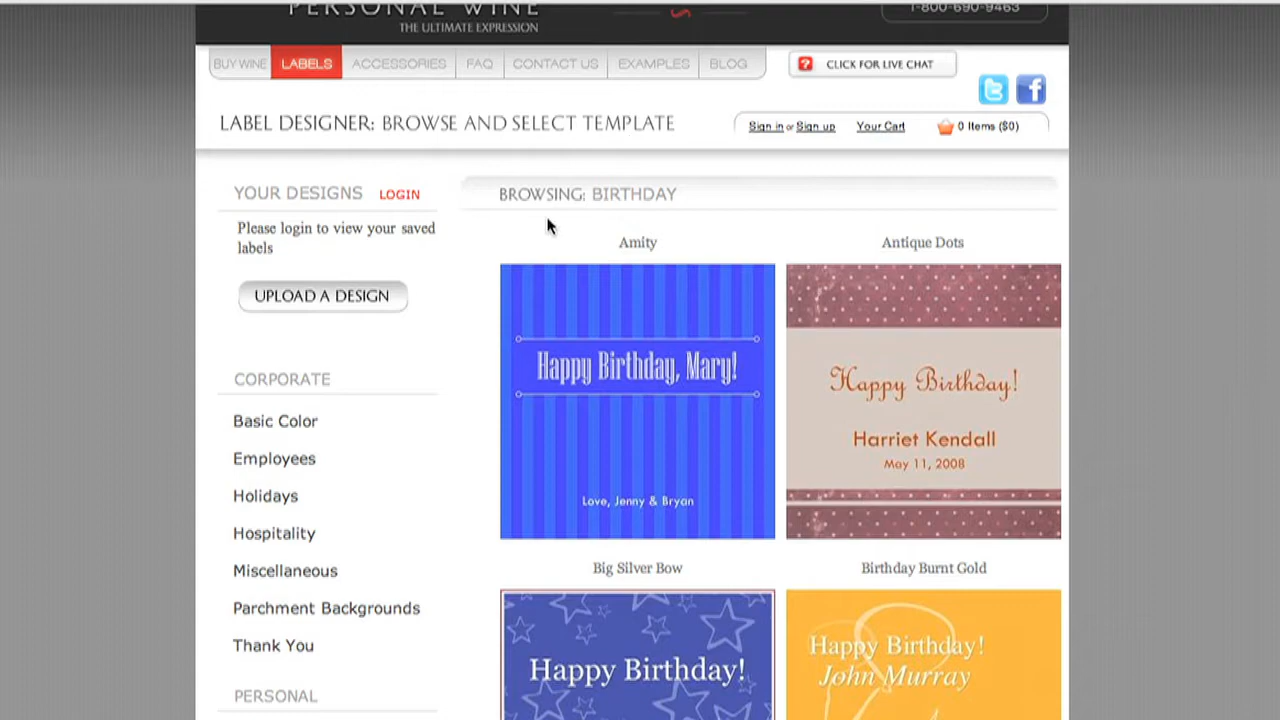 PERSONAL WINE
THE ULTIMATE EXPRESSION
1-800-690-9463
BUY WINE
LABELS
ACCESSORIES
FAQ
CONTACT US
EXAMPLES
BLOG
? CLICK FOR LIVE CHAT
LABEL DESIGNER: BROWSE AND SELECT TEMPLATE
Sign in or Sign up
Your Cart
0 Items ($0)
YOUR DESIGNS LOGIN
Please login to view your saved
labels
UPLOAD A DESIGN
CORPORATE
Basic Color
Employees
Holidays
Hospitality
Miscellaneous
Parchment Backgrounds
Thank You
PERSONAL
BROWSING: BIRTHDAY
Amity
Happy Birthday, Mary!
Love, Jenny & Bryan
Antique Dots
Happy Birthday!
Harriet Kendall
May 11, 2008
Big Silver Bow
Happy Birthday!
Birthday Burnt Gold
Happy Birthday!
John Murray